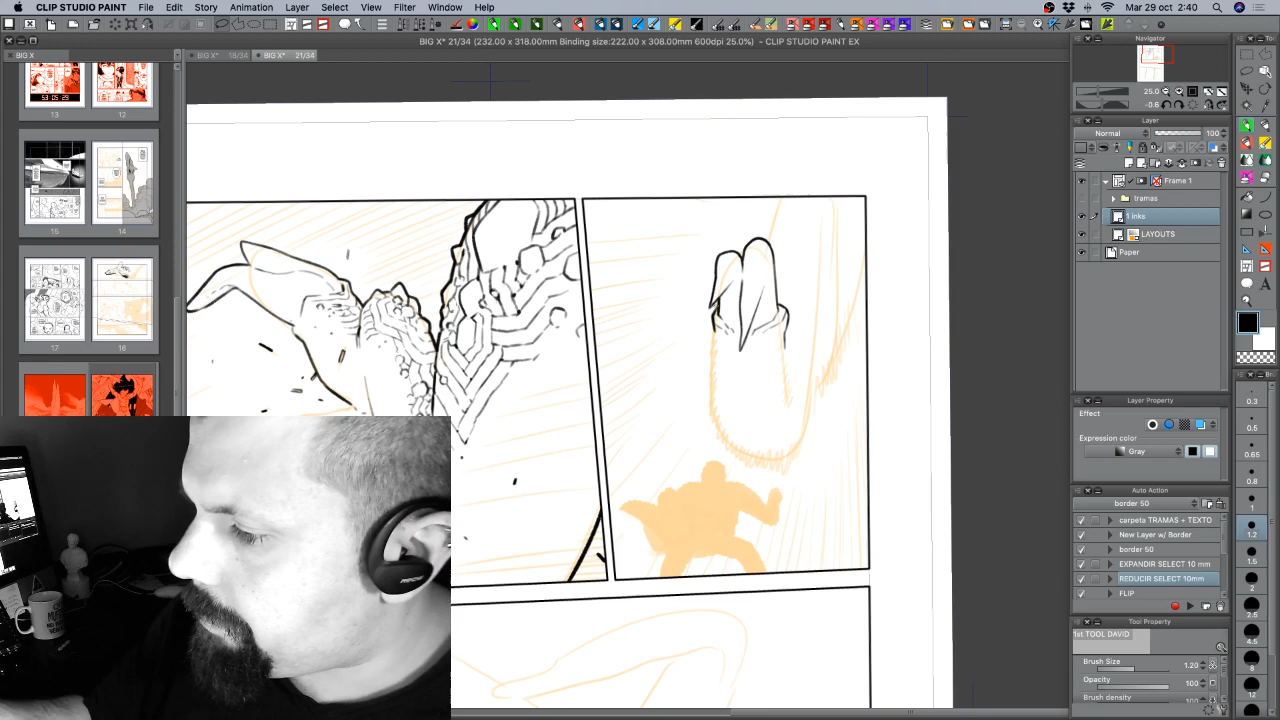 CLIP STUDIO PAINT File Edit Story Page Animation Layer Select View Filter Window Help
Mar 29 oct 2:40
BIG X* 21/34 (232.00 x 318.00mm Binding size:222.00 x 308.00mm 600dpi 25.0%) - CLIP STUDIO PAINT EX
BIG X
BIG X* 18/34
BIG X* 21/34
13
12
15
14
17
16
Navigator
25.0
-0.6
Layer
Normal
100
Frame 1
tramas
1 inks
LAYOUTS
Paper
Layer Property
Effect
Expression color
Gray
Auto Action
border 50
carpeta TRAMAS + TEXTO
New Layer w/ Border
border 50
EXPANDIR SELECT 10 mm
REDUCIR SELECT 10mm
FLIP
Tool Property
1st TOOL DAVID
Brush Size
1.20
Opacity
100
Brush density
100
To
A
Br
0.3
0.5
0.65
0.8
1
1.2
1.5
2
2.5
4.5
8
12